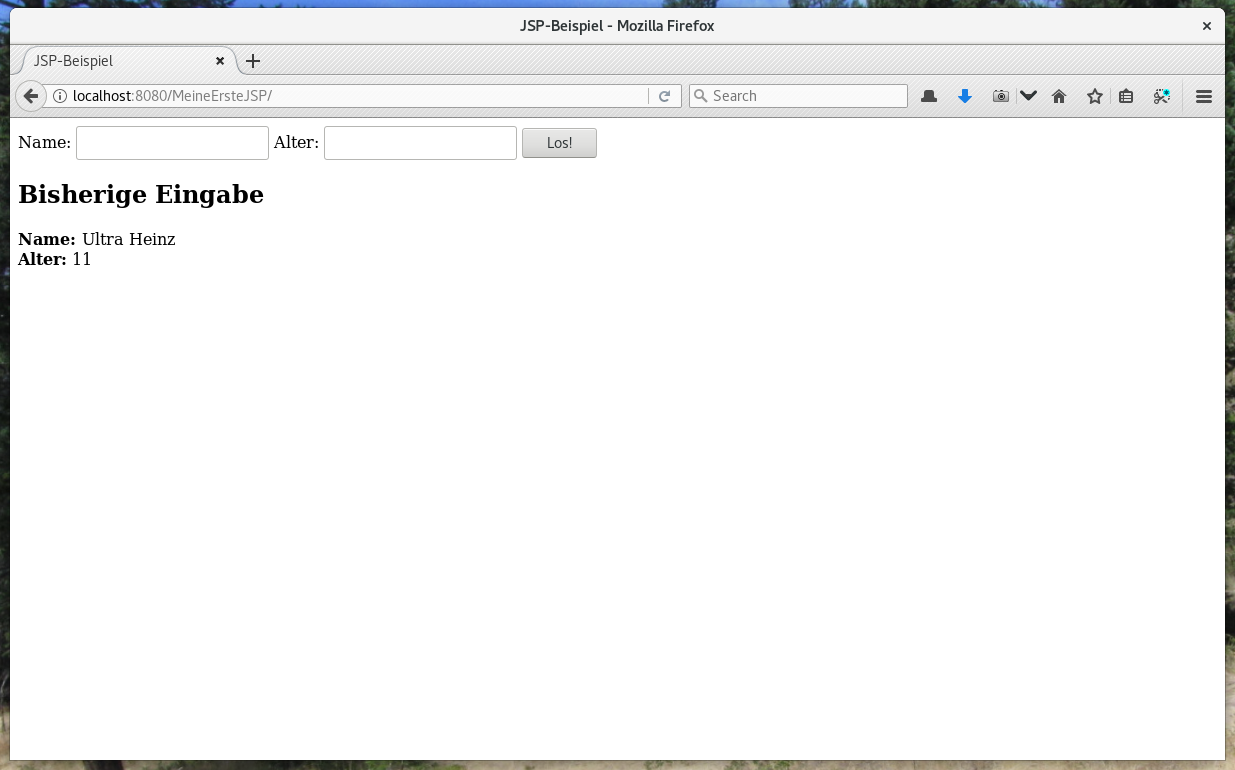 JSP-Beispiel - Mozilla Firefox
JSP-Beispiel
localhost:8080/MeineErsteJSP/
Search
Name: Alter: Los!
Bisherige Eingabe
Name: Ultra Heinz
Alter: 11